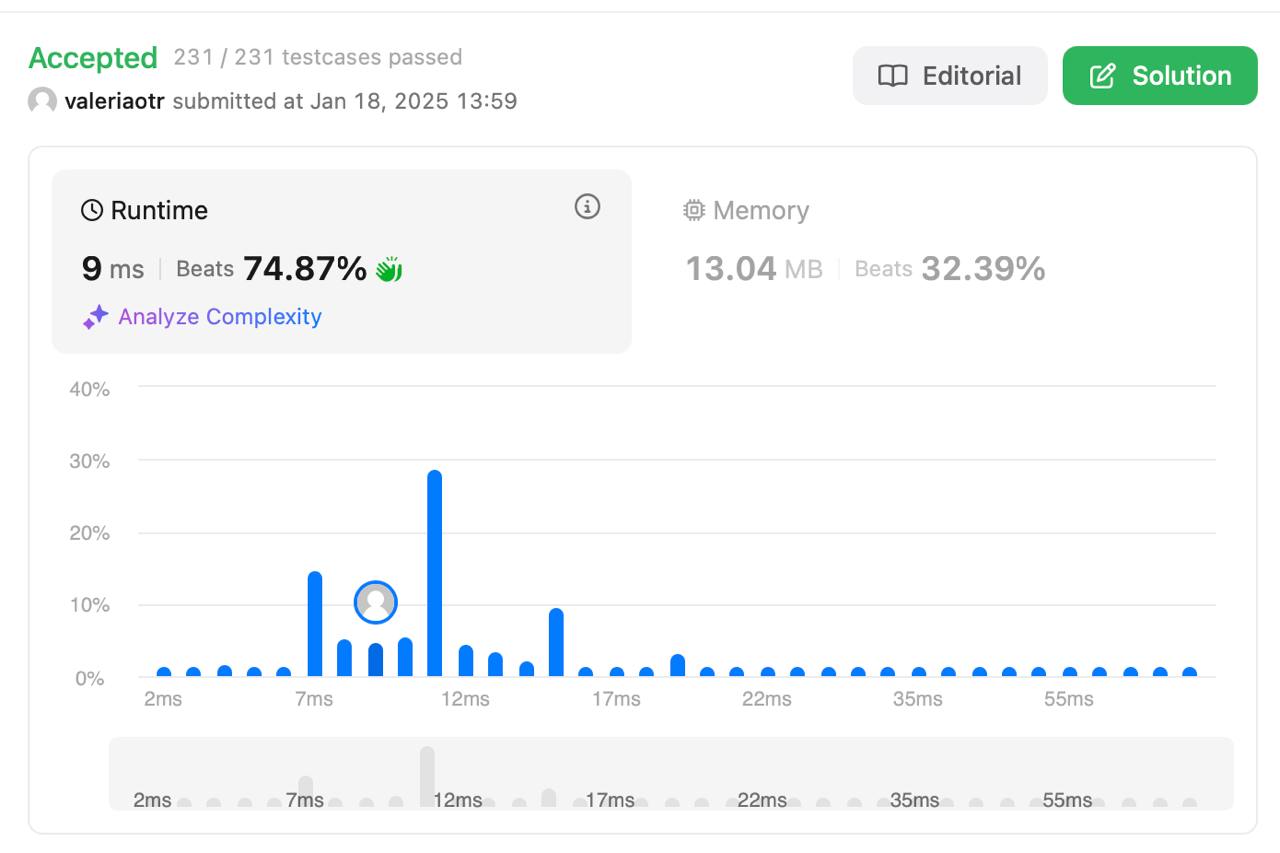 Accepted 231 / 231 testcases passed
valeriaotr submitted at Jan 18, 2025 13:59
Editorial
Solution
Runtime
9 ms Beats 74.87%
Analyze Complexity
Memory
13.04 MB Beats 32.39%
40%
30%
20%
10%
0%
2ms 7ms 12ms 17ms 22ms 35ms 55ms
2ms 7ms 12ms 17ms 22ms 35ms 55ms